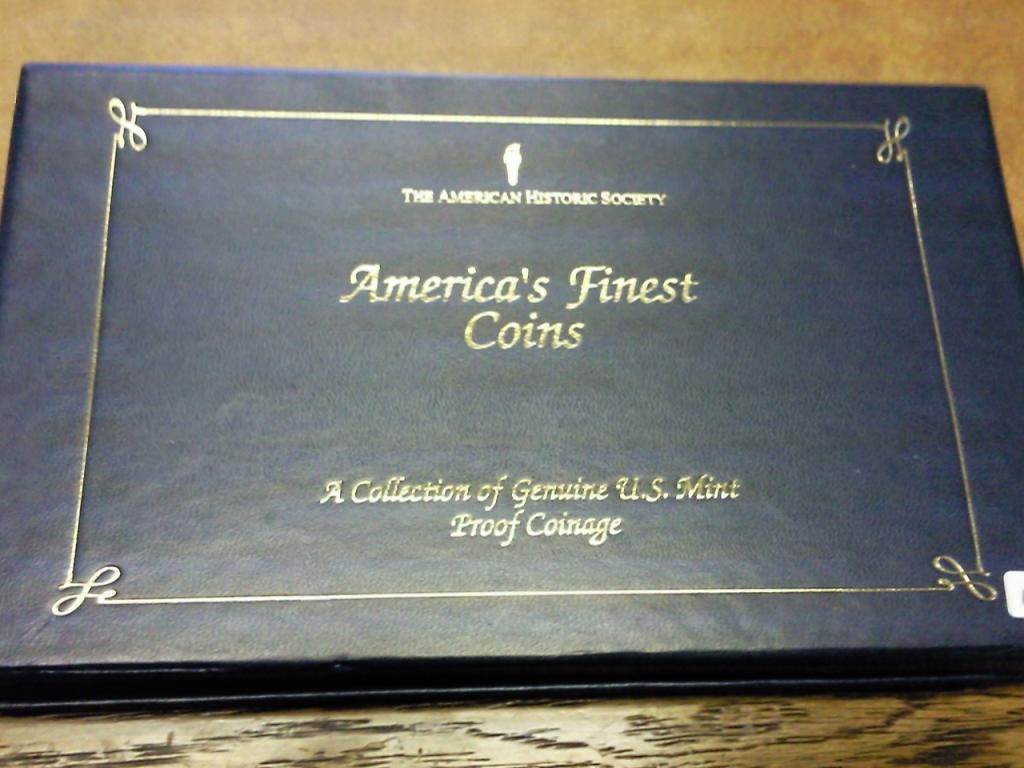 The American Historic Society
America's Finest
Coins
A Collection of Genuine U.S. Mint
Proof Coinage